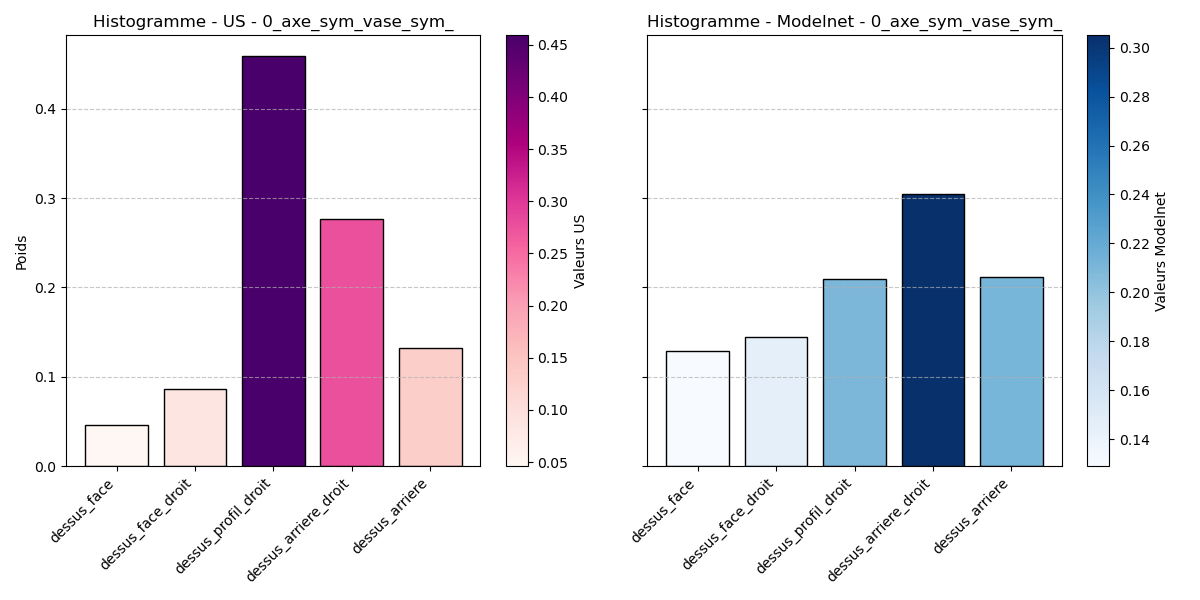 Histogramme - US - 0_axe_sym_vase_sym_
Histogramme - Modelnet - 0_axe_sym_vase_sym_
Poids
0.4
0.3
0.2
0.1
0.0
dessus_face
dessus_face_droit
dessus_profil_droit
dessus_arriere_droit
dessus_arriere
0.45
0.40
0.35
0.30
0.25
0.20
0.15
0.10
0.05
Valeurs US
dessus_face
dessus_face_droit
dessus_profil_droit
dessus_arriere_droit
dessus_arriere
0.30
0.28
0.26
0.24
0.22
0.20
0.18
0.16
0.14
Valeurs Modelnet